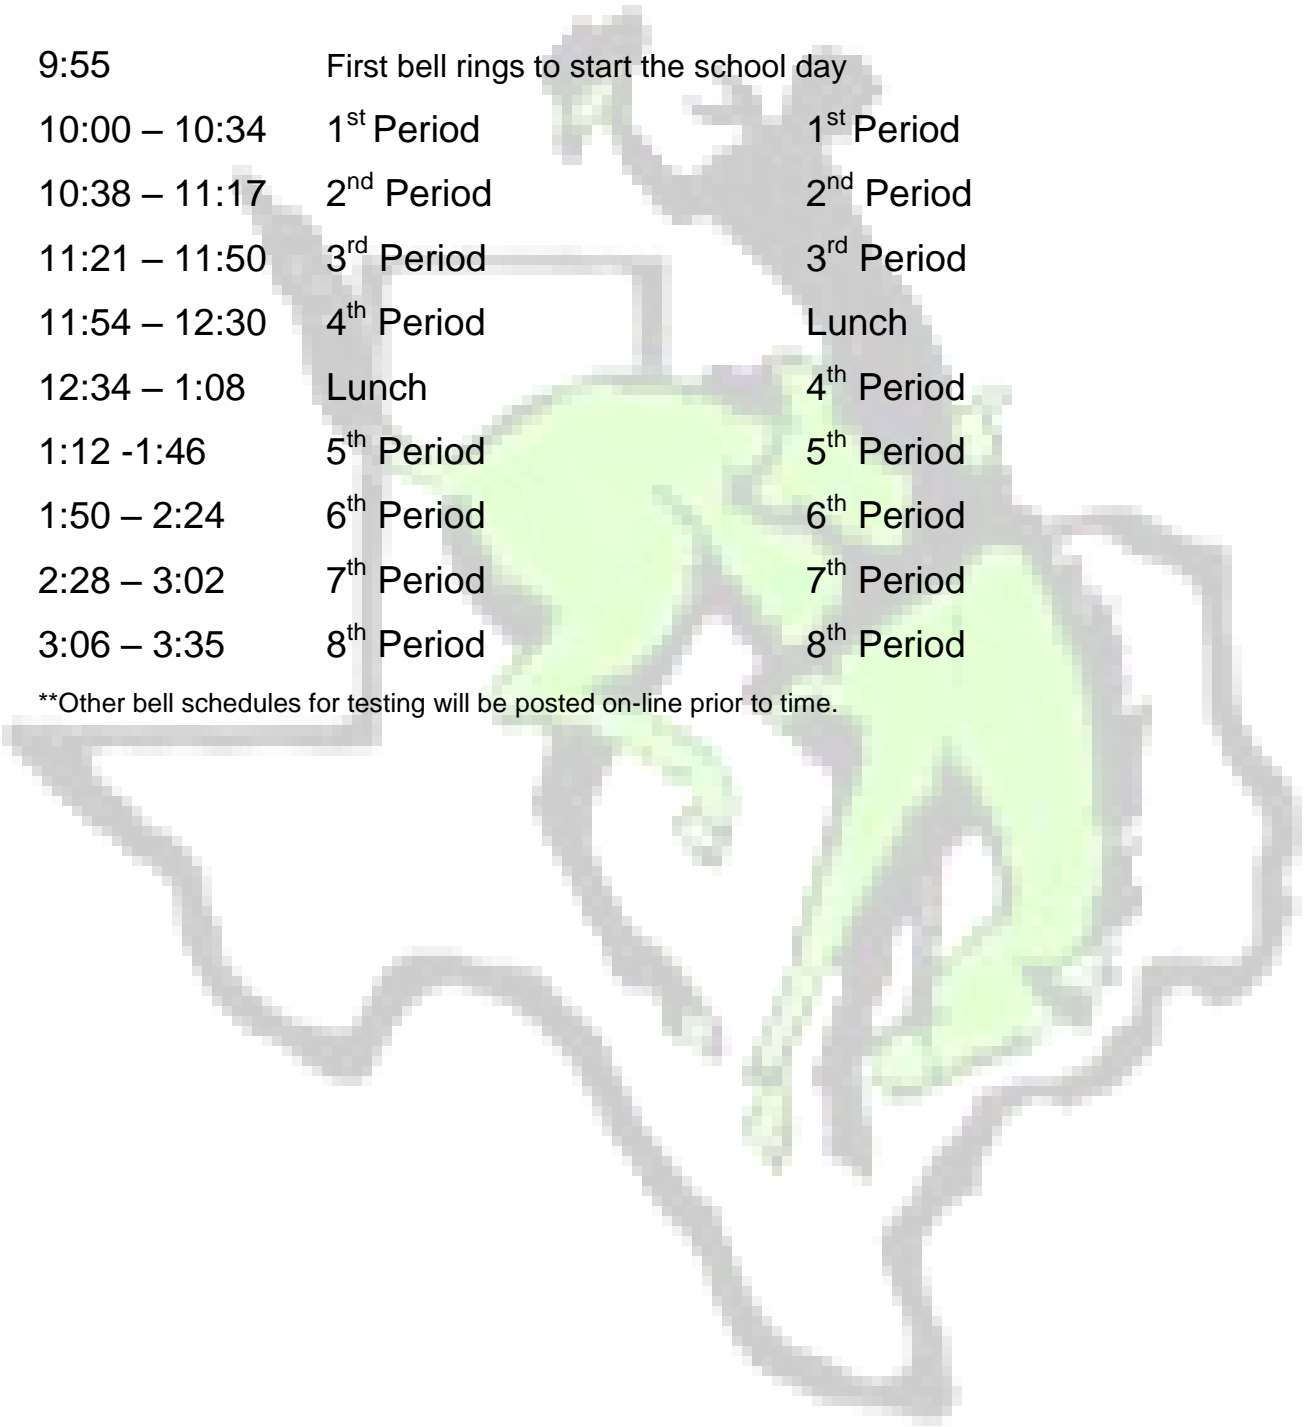 9:55 First bell rings to start the school day
10:00 – 10:34 1st Period 1st Period
10:38 – 11:17 2nd Period 2nd Period
11:21 – 11:50 3rd Period 3rd Period
11:54 – 12:30 4th Period Lunch
12:34 – 1:08 Lunch 4th Period
1:12 -1:46 5th Period 5th Period
1:50 – 2:24 6th Period 6th Period
2:28 – 3:02 7th Period 7th Period
3:06 – 3:35 8th Period 8th Period
**Other bell schedules for testing will be posted on-line prior to time.